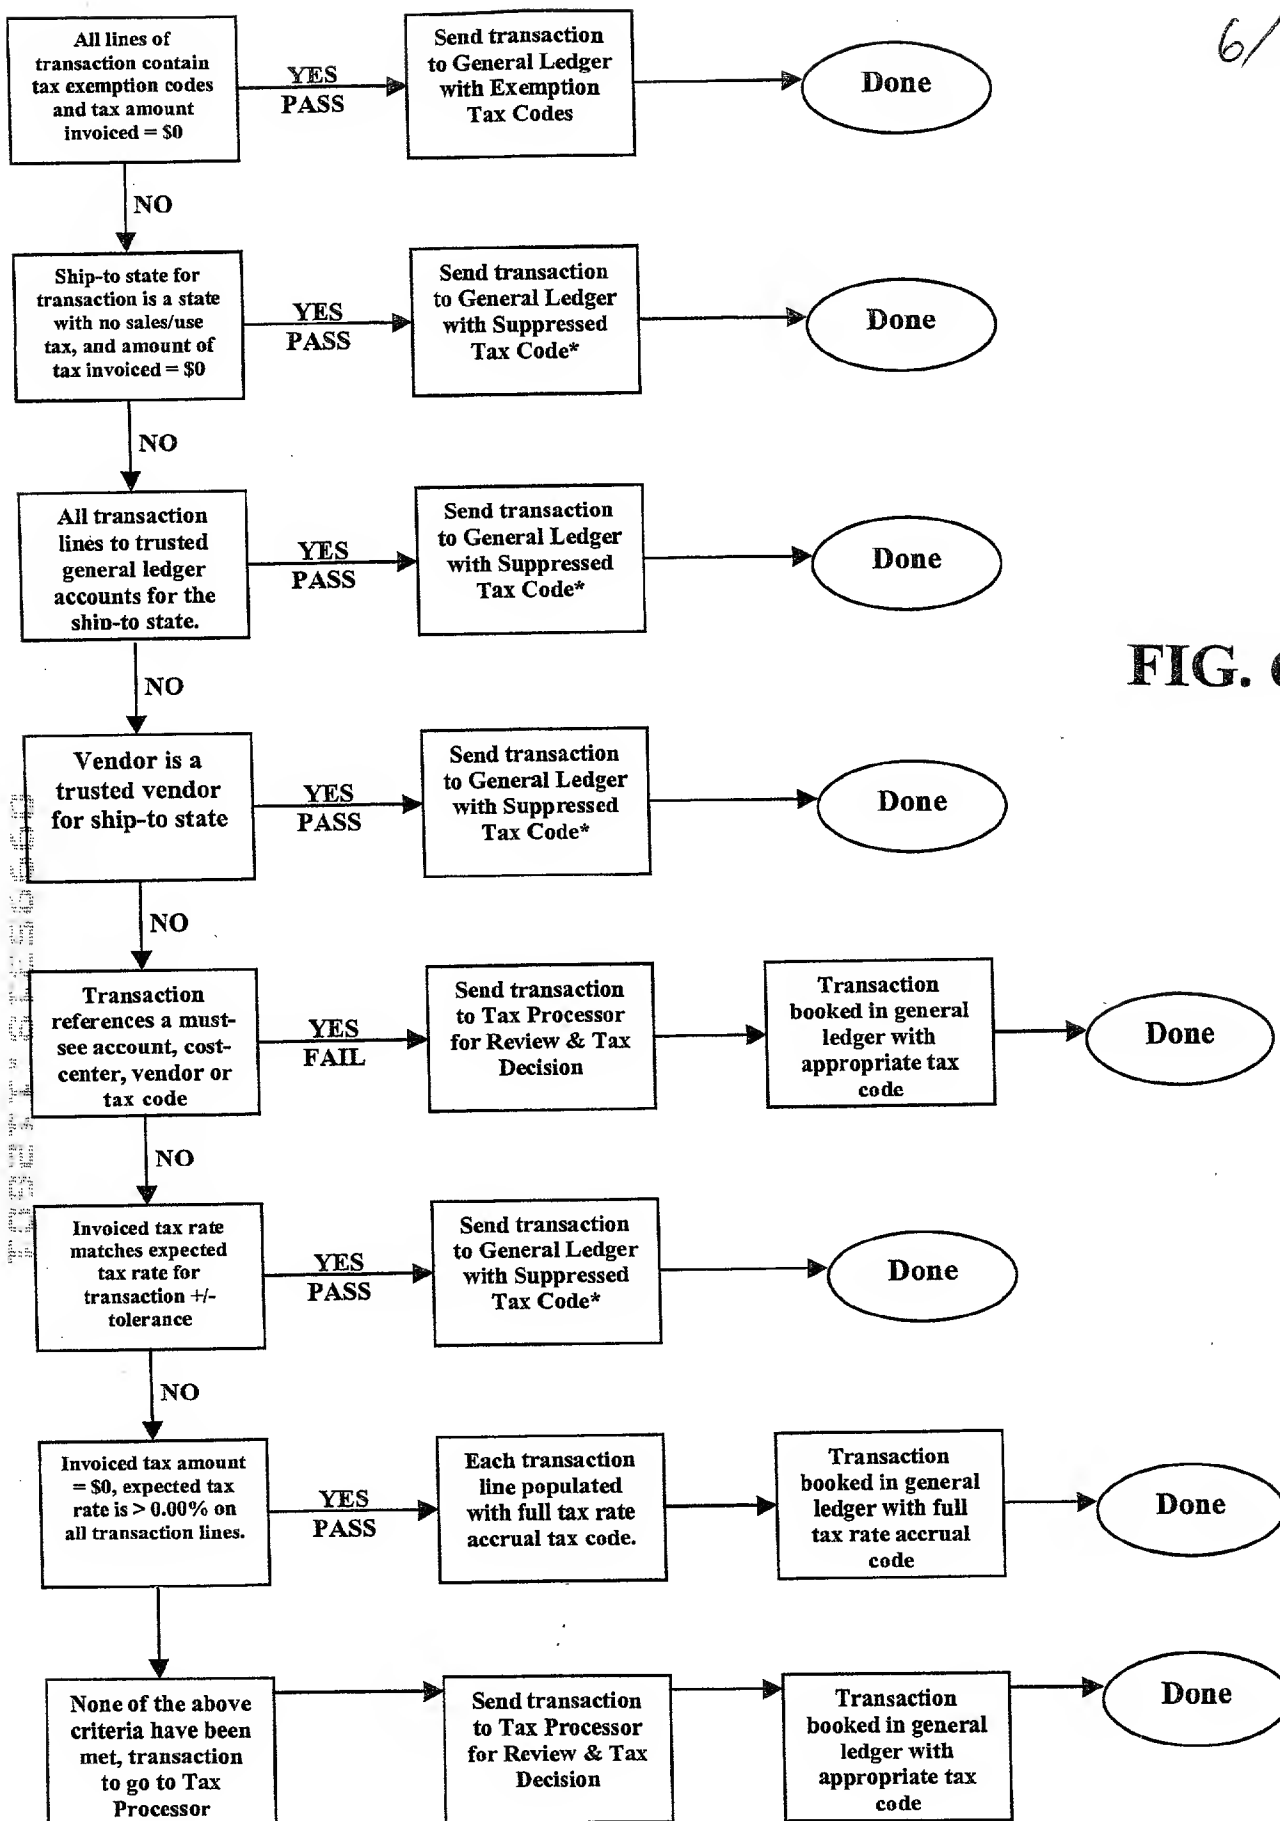 6/
All lines of
transaction contain
tax exemption codes
and tax amount
invoiced = $0
YES
PASS
Send transaction
to General Ledger
with Exemption
Tax Codes
Done
NO
Ship-to state for
transaction is a state
with no sales/use
tax, and amount of
tax invoiced = $0
YES
PASS
Send transaction
to General Ledger
with Suppressed
Tax Code*
Done
NO
All transaction
lines to trusted
general ledger
accounts for the
ship-to state.
YES
PASS
Send transaction
to General Ledger
with Suppressed
Tax Code*
Done
FIG.
NO
Vendor is a
trusted vendor
for ship-to state
YES
PASS
Send transaction
to General Ledger
with Suppressed
Tax Code*
Done
NO
Transaction
references a must-
see account, cost-
center, vendor or
tax code
YES
FAIL
Send transaction
to Tax Processor
for Review & Tax
Decision
Transaction
booked in general
ledger with
appropriate tax
code
Done
NO
Invoiced tax rate
matches expected
tax rate for
transaction +/-
tolerance
YES
PASS
Send transaction
to General Ledger
with Suppressed
Tax Code*
Done
NO
Invoiced tax amount
= $0, expected tax
rate is > 0.00% on
all transaction lines.
YES
PASS
Each transaction
line populated
with full tax rate
accrual tax code.
Transaction
booked in general
ledger with full
tax rate accrual
code
Done
None of the above
criteria have been
met, transaction
to go to Tax
Processor
Send transaction
to Tax Processor
for Review & Tax
Decision
Transaction
booked in general
ledger with
appropriate tax
code
Done